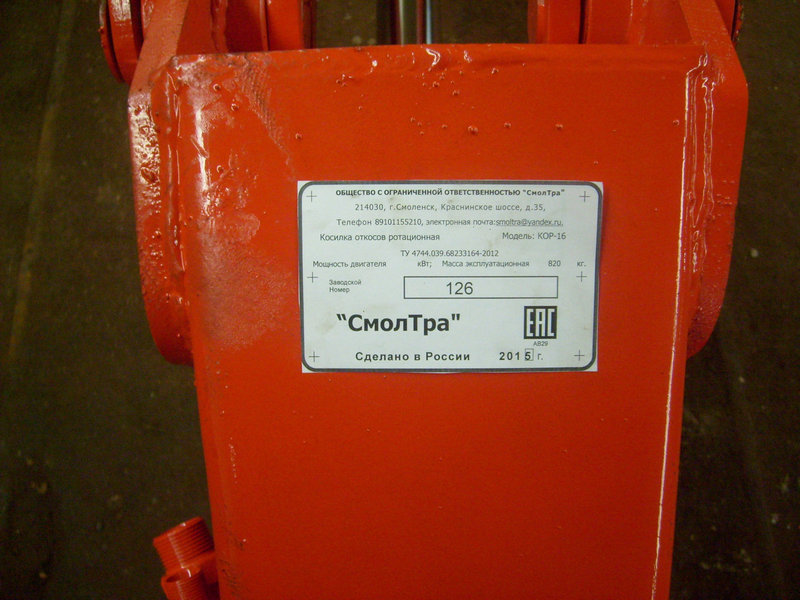 ОБЩЕСТВО С ОГРАНИЧЕННОЙ ОТВЕТСТВЕННОСТЬЮ "СмолТра"
214030, г.Смоленск, Краснинское шоссе, д.35,
Телефон 89101155210, электронная почта:smoltra@yandex.ru,
Косилка откосов ротационная Модель: КОР-16
ТУ 4744.039.68233164-2012
Мощность двигателя кВт; Масса эксплуатационная 820 кг.
Заводской
Номер 126
"СмолТра" ЕАС
АВ29
Сделано в России 2015 г.